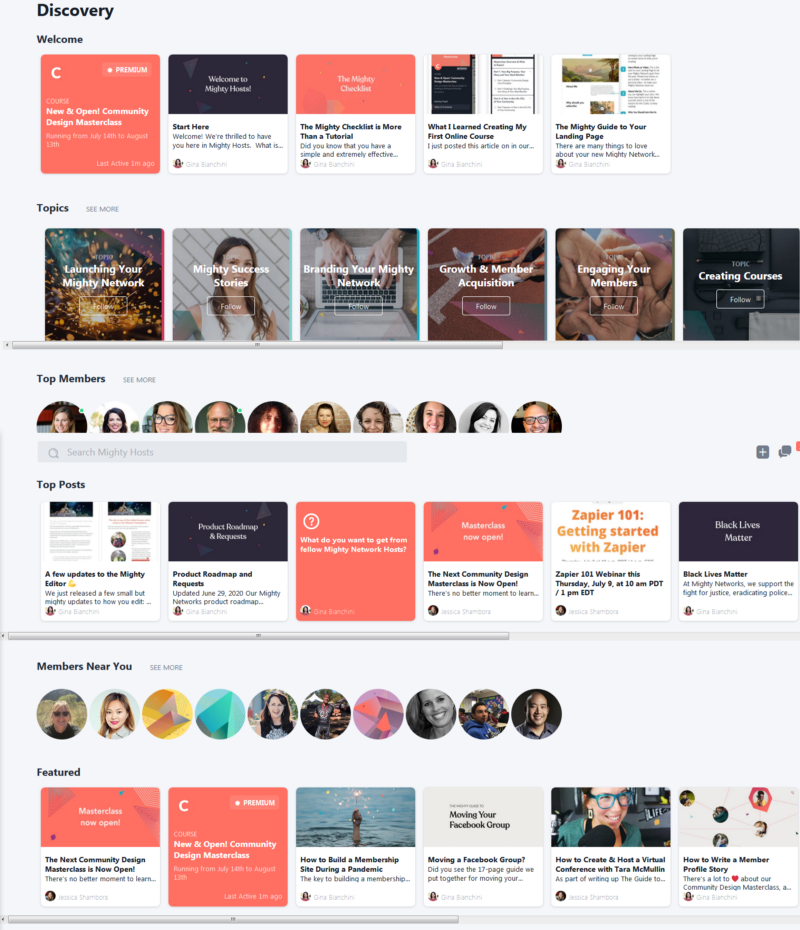 Discovery
Welcome
C
PREMIUM
COURSE
New & Open! Community
Design Masterclass
Running from July 14th to August
13th
Last Active 1m ago
Welcome to
Mighty Hosts!
Start Here
Welcome! We're thrilled to have
you here in Mighty Hosts. What is...
Gina Bianchini
The Mighty
Checklist
The Mighty Checklist is More
Than a Tutorial
Did you know that you have a
simple and extremely effective...
Gina Bianchini
What I Learned Creating My
First Online Course
I just posted this article on in our...
Gina Bianchini
The Mighty Guide to Your
Landing Page
There are many things to love
about your new Mighty Network...
Gina Bianchini
Topics SEE MORE
TOPIC
Launching Your
Mighty Network
Follow
TOPIC
Mighty Success
Stories
Follow
TOPIC
Branding Your Mighty
Network
Follow
TOPIC
Growth & Member
Acquisition
Follow
TOPIC
Engaging Your
Members
Follow
TOPIC
Creating Courses
Follow
Top Members SEE MORE
Search Mighty Hosts
Top Posts
A few updates to the Mighty
Editor 💪
We just released a few small but
mighty updates to how you edit: ...
Gina Bianchini
Product Roadmap
& Requests
Product Roadmap and
Requests
Updated June 29, 2020 Our Mighty
Networks product roadmap...
Gina Bianchini
?
What do you want to get from
fellow Mighty Network Hosts?
Gina Bianchini
Masterclass
now open!
The Next Community Design
Masterclass is Now Open!
There's no better moment to learn...
Jessica Shambora
Zapier 101:
Getting started
with Zapier
Zapier 101 Webinar this
Thursday, July 9, at 10 am PDT
/ 1 pm EDT
Jessica Shambora
Black Lives
Matter
Black Lives Matter
At Mighty Networks, we support the
fight for justice, eradicating police...
Gina Bianchini
Members Near You SEE MORE
Featured
Masterclass
now open!
The Next Community Design
Masterclass is Now Open!
There's no better moment to learn...
Jessica Shambora
C
PREMIUM
COURSE
New & Open! Community
Design Masterclass
Running from July 14th to August
13th
Last Active 1m ago
How to Build a Membership
Site During a Pandemic
The key to building a membership...
Gina Bianchini
THE MIGHTY GUIDE TO
Moving Your
Facebook Group
Moving a Facebook Group?
Did you see the 17-page guide we
put together for moving your...
Gina Bianchini
How to Create & Host a Virtual
Conference with Tara McMullin
As part of writing up The Guide to...
Jessica Shambora
How to Write a Member
Profile Story
There's a lot to ❤️ about our
Community Design Masterclass, a...
Gina Bianchini